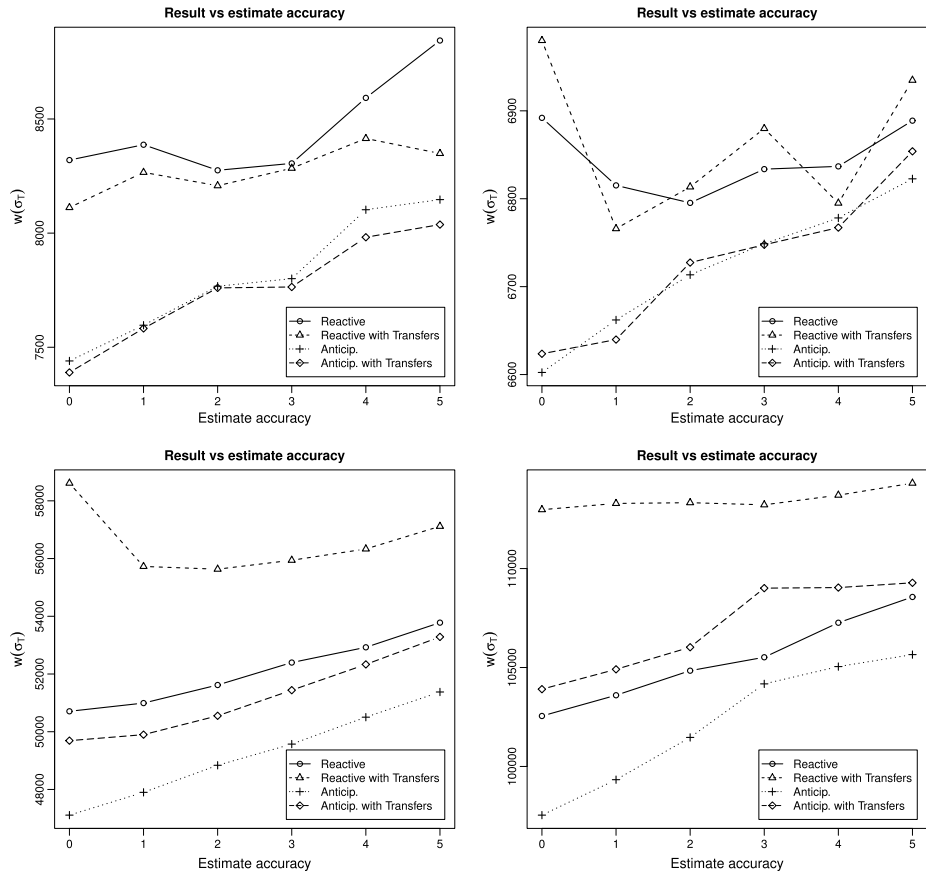 Result vs estimate accuracy
8500
8000
7500
w(σT)
0 1 2 3 4 5
Estimate accuracy
Reactive
Reactive with Transfers
Anticip.
Anticip. with Transfers
Result vs estimate accuracy
6900
6800
6700
6600
w(σT)
0 1 2 3 4 5
Estimate accuracy
Reactive
Reactive with Transfers
Anticip.
Anticip. with Transfers
Result vs estimate accuracy
58000
56000
54000
52000
50000
48000
w(σT)
0 1 2 3 4 5
Estimate accuracy
Reactive
Reactive with Transfers
Anticip.
Anticip. with Transfers
Result vs estimate accuracy
110000
105000
100000
w(σT)
0 1 2 3 4 5
Estimate accuracy
Reactive
Reactive with Transfers
Anticip.
Anticip. with Transfers